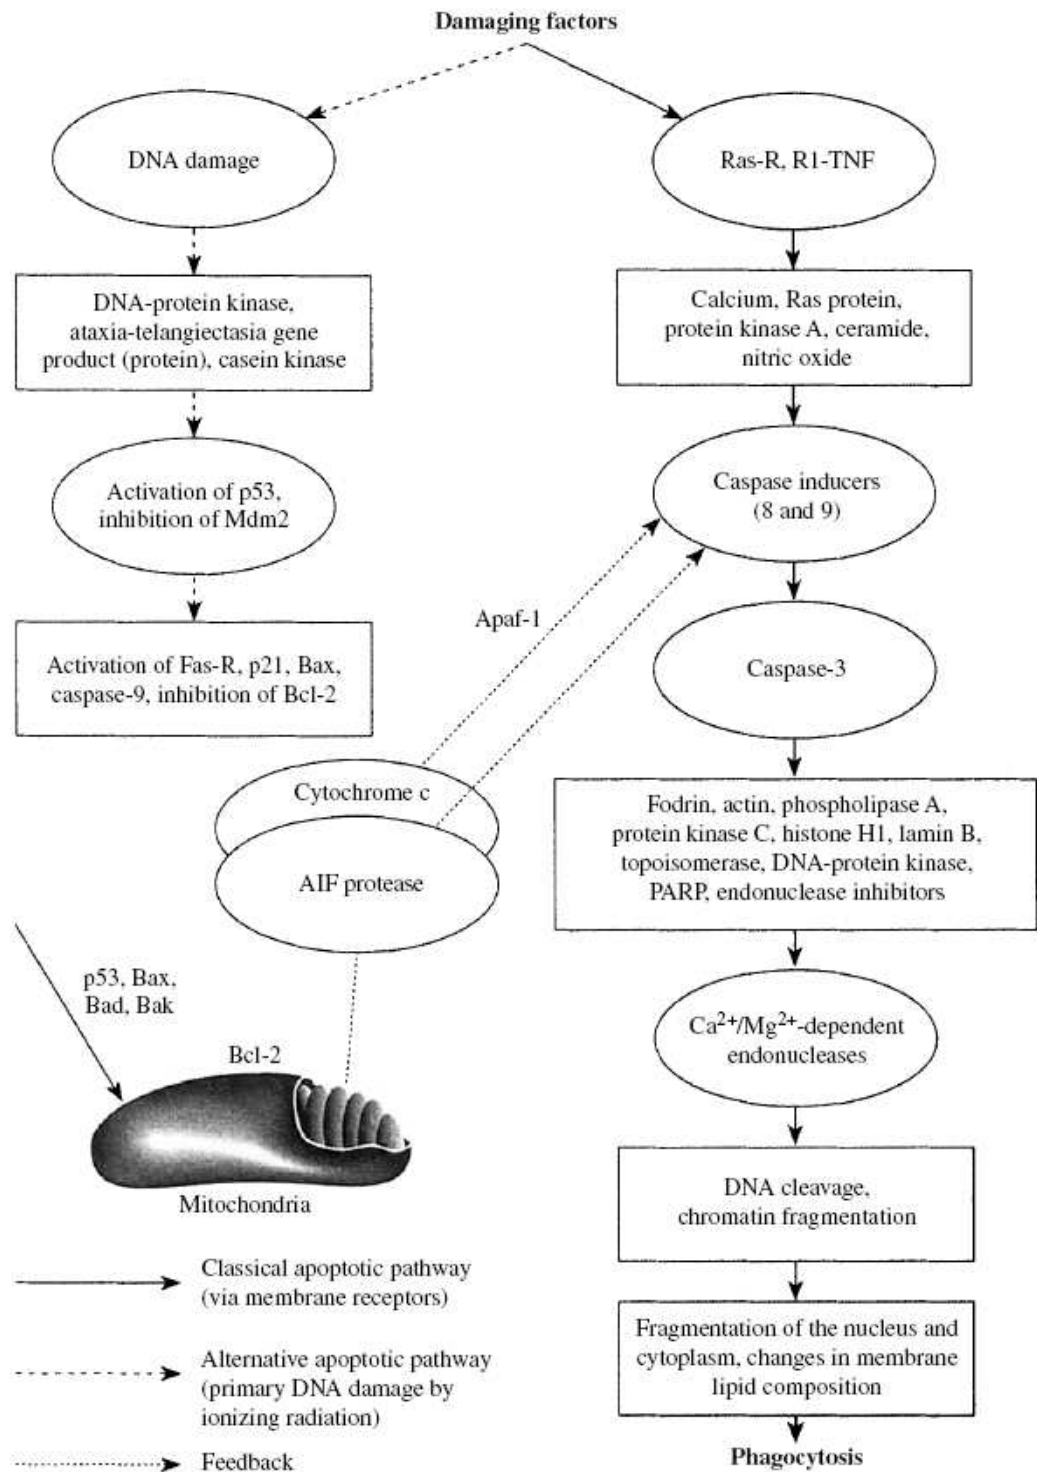 Damaging factors
DNA damage
DNA-protein kinase,
ataxia-telangiectasia gene
product (protein), casein kinase
Activation of p53,
inhibition of Mdm2
Activation of Fas-R, p21, Bax,
caspase-9, inhibition of Bcl-2
Ras-R, R1-TNF
Calcium, Ras protein,
protein kinase A, ceramide,
nitric oxide
Caspase inducers
(8 and 9)
Apaf-1
Caspase-3
Cytochrome c
AIF protease
Fodrin, actin, phospholipase A,
protein kinase C, histone H1, lamin B,
topoisomerase, DNA-protein kinase,
PARP, endonuclease inhibitors
p53, Bax,
Bad, Bak
Bcl-2
Mitochondria
Ca²⁺/Mg²⁺-dependent
endonucleases
DNA cleavage,
chromatin fragmentation
Fragmentation of the nucleus and
cytoplasm, changes in membrane
lipid composition
Phagocytosis
Classical apoptotic pathway
(via membrane receptors)
Alternative apoptotic pathway
(primary DNA damage by
ionizing radiation)
Feedback